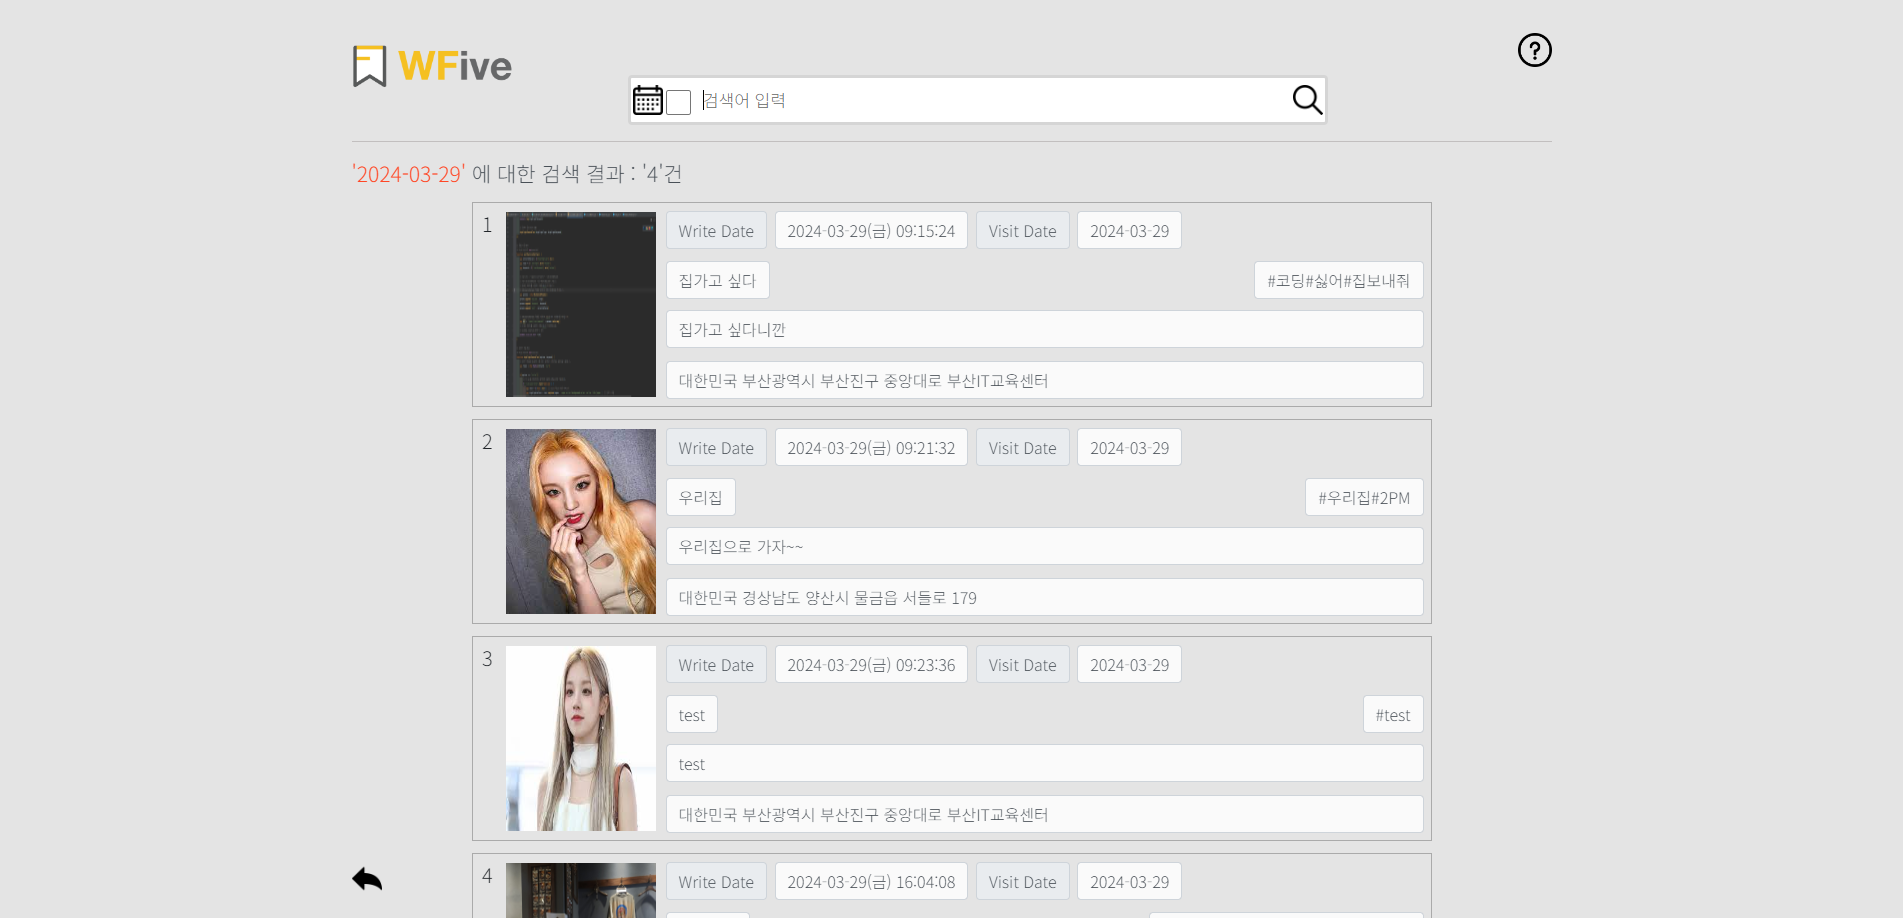 WFive
검색어 입력
'2024-03-29' 에 대한 검색 결과 : '4'건
1
Write Date 2024-03-29(금) 09:15:24 Visit Date 2024-03-29
집가고 싶다 #코딩#싫어#집보내줘
집가고 싶다니깐
대한민국 부산광역시 부산진구 중앙대로 부산IT교육센터
2
Write Date 2024-03-29(금) 09:21:32 Visit Date 2024-03-29
우리집 #우리집#2PM
우리집으로 가자~~
대한민국 경상남도 양산시 물금읍 서들로 179
3
Write Date 2024-03-29(금) 09:23:36 Visit Date 2024-03-29
test #test
test
대한민국 부산광역시 부산진구 중앙대로 부산IT교육센터
4
Write Date 2024-03-29(금) 16:04:08 Visit Date 2024-03-29